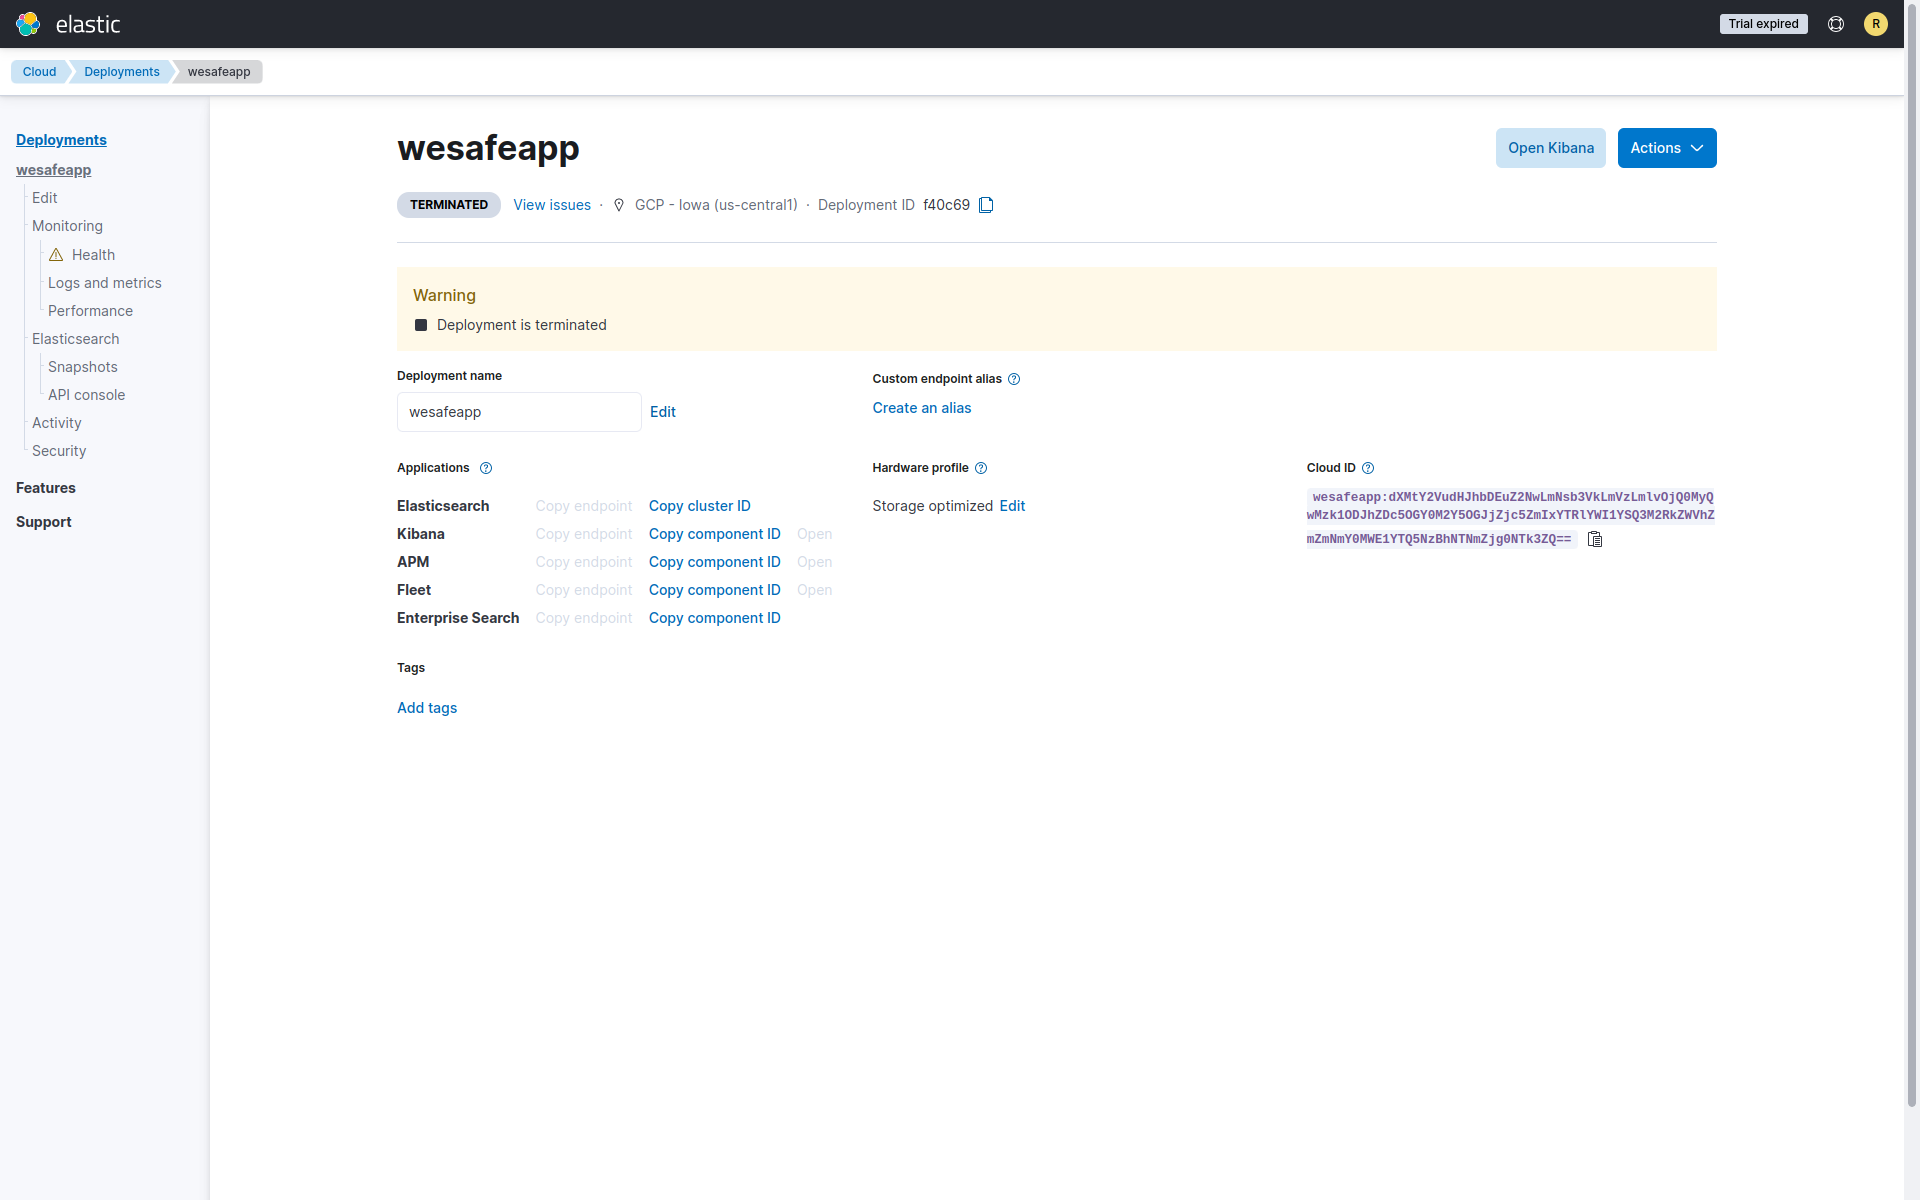 elastic
Trial expired
R
Cloud
Deployments
wesafeapp
Deployments
wesafeapp
Edit
Monitoring
Health
Logs and metrics
Performance
Elasticsearch
Snapshots
API console
Activity
Security
Features
Support
wesafeapp
Open Kibana
Actions
TERMINATED View issues · GCP - Iowa (us-central1) · Deployment ID f40c69
Warning
Deployment is terminated
Deployment name
wesafeapp Edit
Custom endpoint alias
Create an alias
Applications
Elasticsearch Copy endpoint Copy cluster ID
Kibana Copy endpoint Copy component ID Open
APM Copy endpoint Copy component ID Open
Fleet Copy endpoint Copy component ID Open
Enterprise Search Copy endpoint Copy component ID
Hardware profile
Storage optimized Edit
Cloud ID
wesafeapp:dXMtY2VudHJhbDEuZ2NwLmNsb3VkLmVzLmlvOjQ0MyQ
wMzk1ODJhZDc5OGY0M2Y5OGJjZjc5ZmIxYTRlYWI1YSQ3M2RkZWVhZ
mZmNmY0MWE1YTQ5NzBhNTNmZjg0NTk3ZQ==
Tags
Add tags